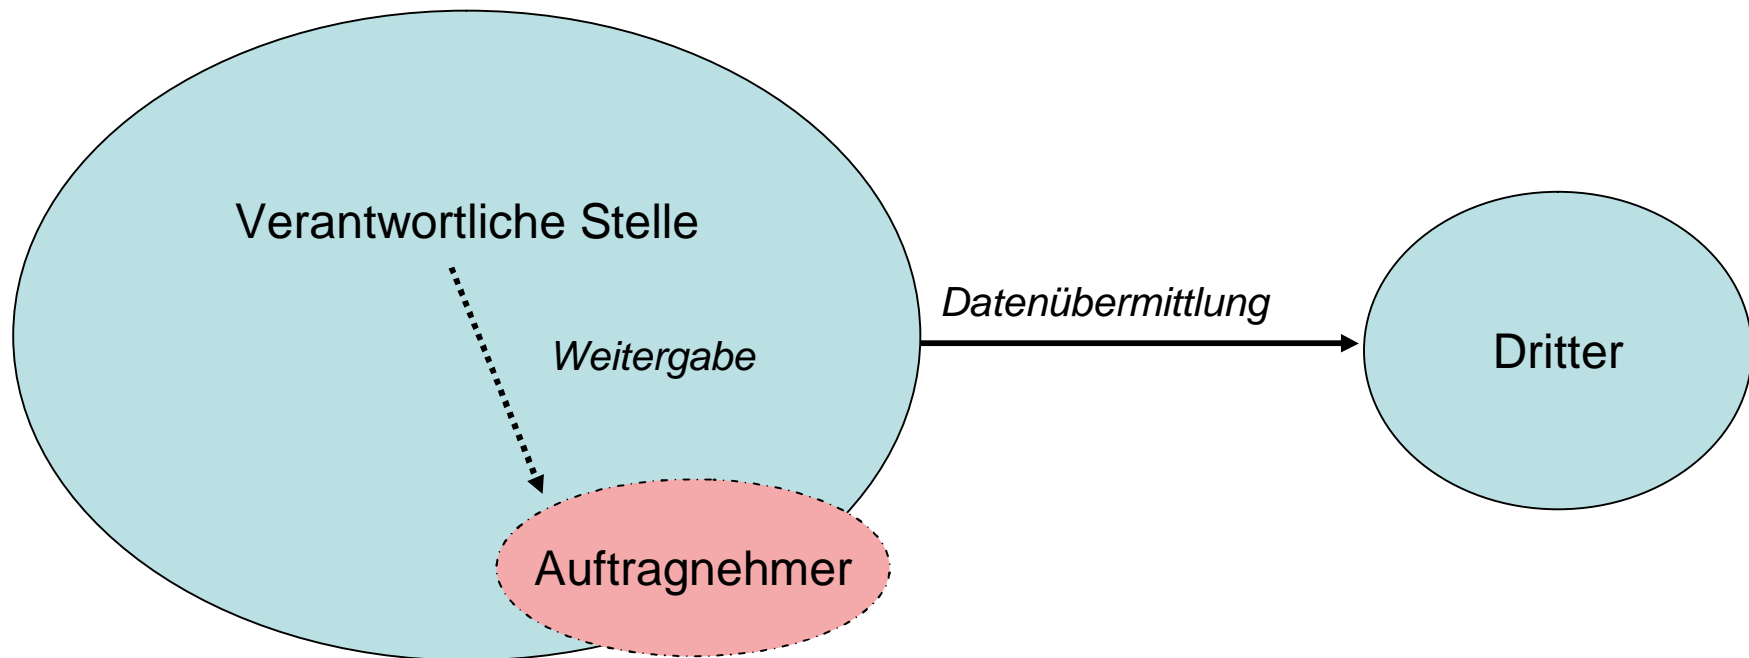 Verantwortliche Stelle
Datenübermittlung
Weitergabe
Dritter
Auftragnehmer